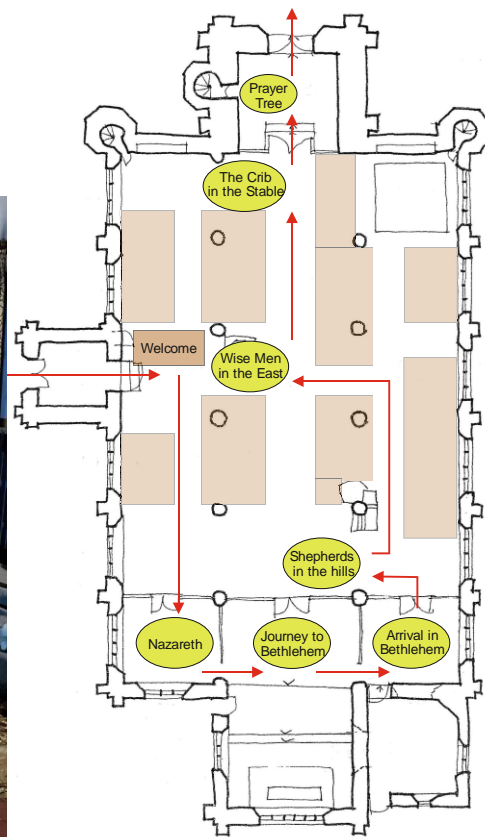 Prayer
Tree
The Crib
in the Stable
Welcome
Wise Men
in the East
Shepherds
in the hills
Nazareth
Journey to
Bethlehem
Arrival in
Bethlehem